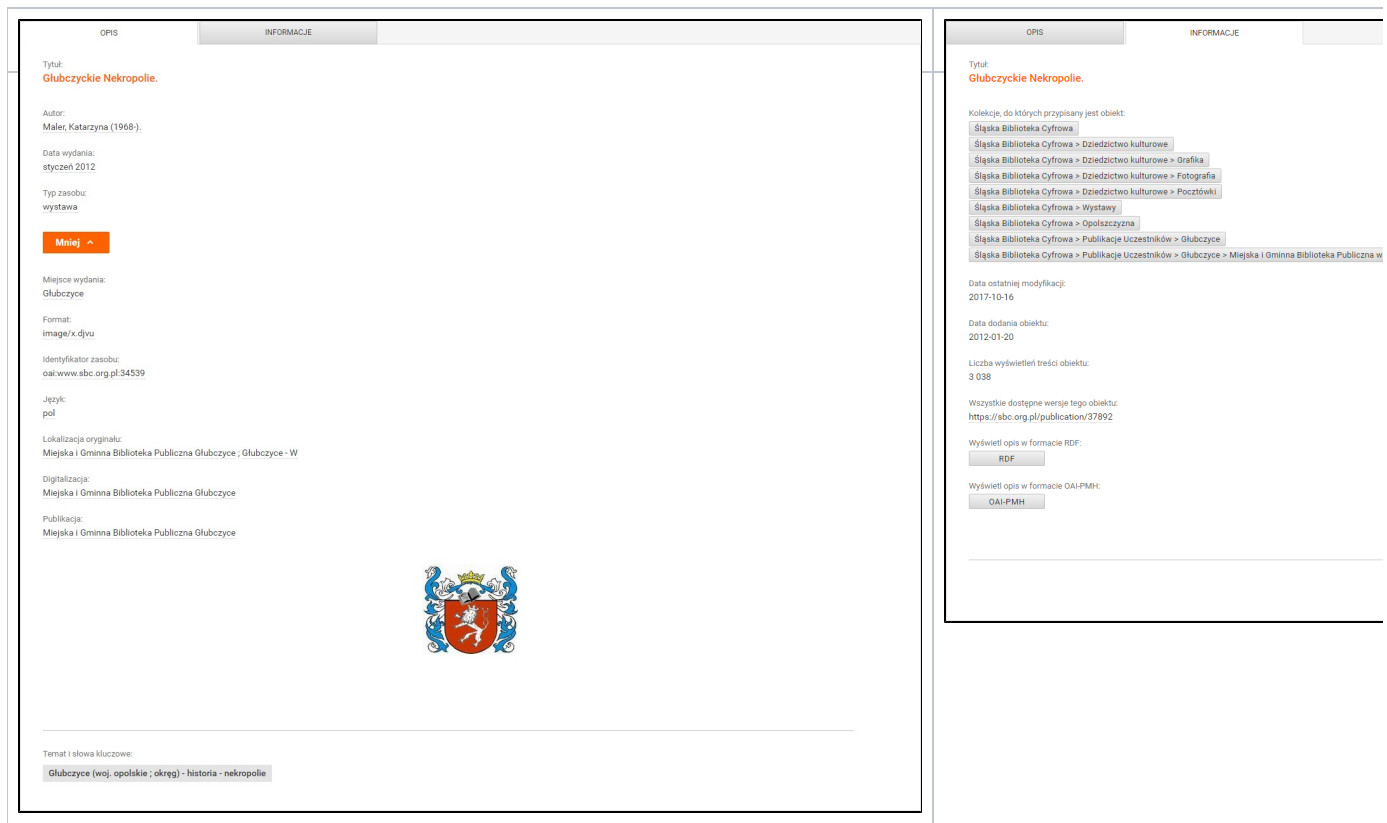 OPIS
INFORMACJE
Tytuł:
Głubczyckie Nekropolie.
Autor:
Maler, Katarzyna (1968-).
Data wydania:
styczeń 2012
Typ zasobu:
wystawa
Mniej
Miejsce wydania:
Głubczyce
Format:
image/x.djvu
Identyfikator zasobu:
oai:www.sbc.org.pl:34539
Język:
pol
Lokalizacja oryginału:
Miejska i Gminna Biblioteka Publiczna Głubczyce ; Głubczyce - W
Digitalizacja:
Miejska i Gminna Biblioteka Publiczna Głubczyce
Publikacja:
Miejska i Gminna Biblioteka Publiczna Głubczyce
Temat i słowa kluczowe:
Głubczyce (woj. opolskie ; okręg) - historia - nekropolie
OPIS
INFORMACJE
Tytuł:
Głubczyckie Nekropolie.
Kolekcje, do których przypisany jest obiekt:
Śląska Biblioteka Cyfrowa
Śląska Biblioteka Cyfrowa > Dziedzictwo kulturowe
Śląska Biblioteka Cyfrowa > Dziedzictwo kulturowe > Grafika
Śląska Biblioteka Cyfrowa > Dziedzictwo kulturowe > Fotografia
Śląska Biblioteka Cyfrowa > Dziedzictwo kulturowe > Pocztówki
Śląska Biblioteka Cyfrowa > Wystawy
Śląska Biblioteka Cyfrowa > Opolszczyzna
Śląska Biblioteka Cyfrowa > Publikacje Uczestników > Głubczyce
Śląska Biblioteka Cyfrowa > Publikacje Uczestników > Głubczyce > Miejska i Gminna Biblioteka Publiczna w
Data ostatniej modyfikacji:
2017-10-16
Data dodania obiektu:
2012-01-20
Liczba wyświetleń treści obiektu:
3 038
Wszystkie dostępne wersje tego obiektu:
https://sbc.org.pl/publication/37892
Wyświetl opis w formacie RDF:
RDF
Wyświetl opis w formacie OAI-PMH:
OAI-PMH